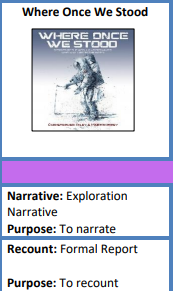 Where Once We Stood
WHERE ONCE
WE STOOD
Narrative: Exploration
Narrative
Purpose: To narrate
Recount: Formal Report
Purpose: To recount